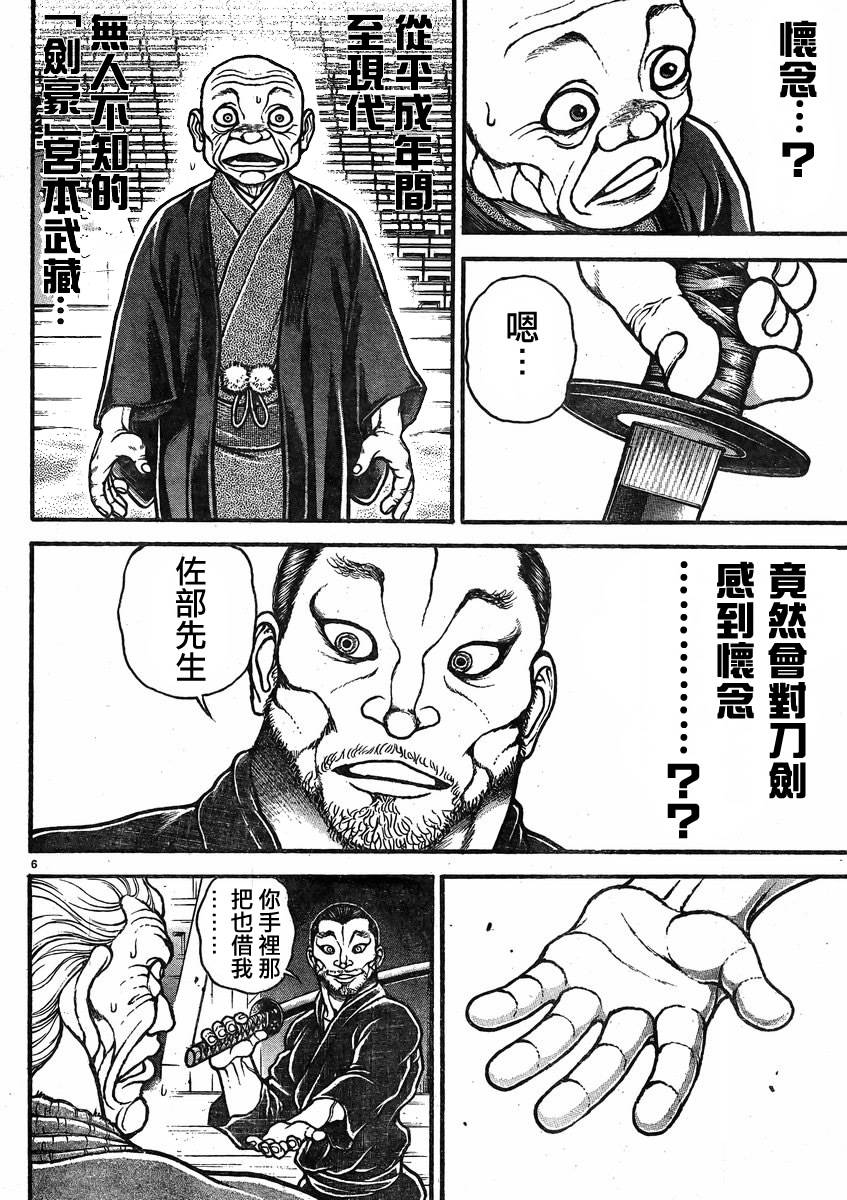 懷念…？
嗯…
從平成年間
至現代
無人不知的
「劍豪」宮本武藏…
竟然會對刀劍
感到懷念
…………？？
佐部先生
6
你手裡那
把也借我
……